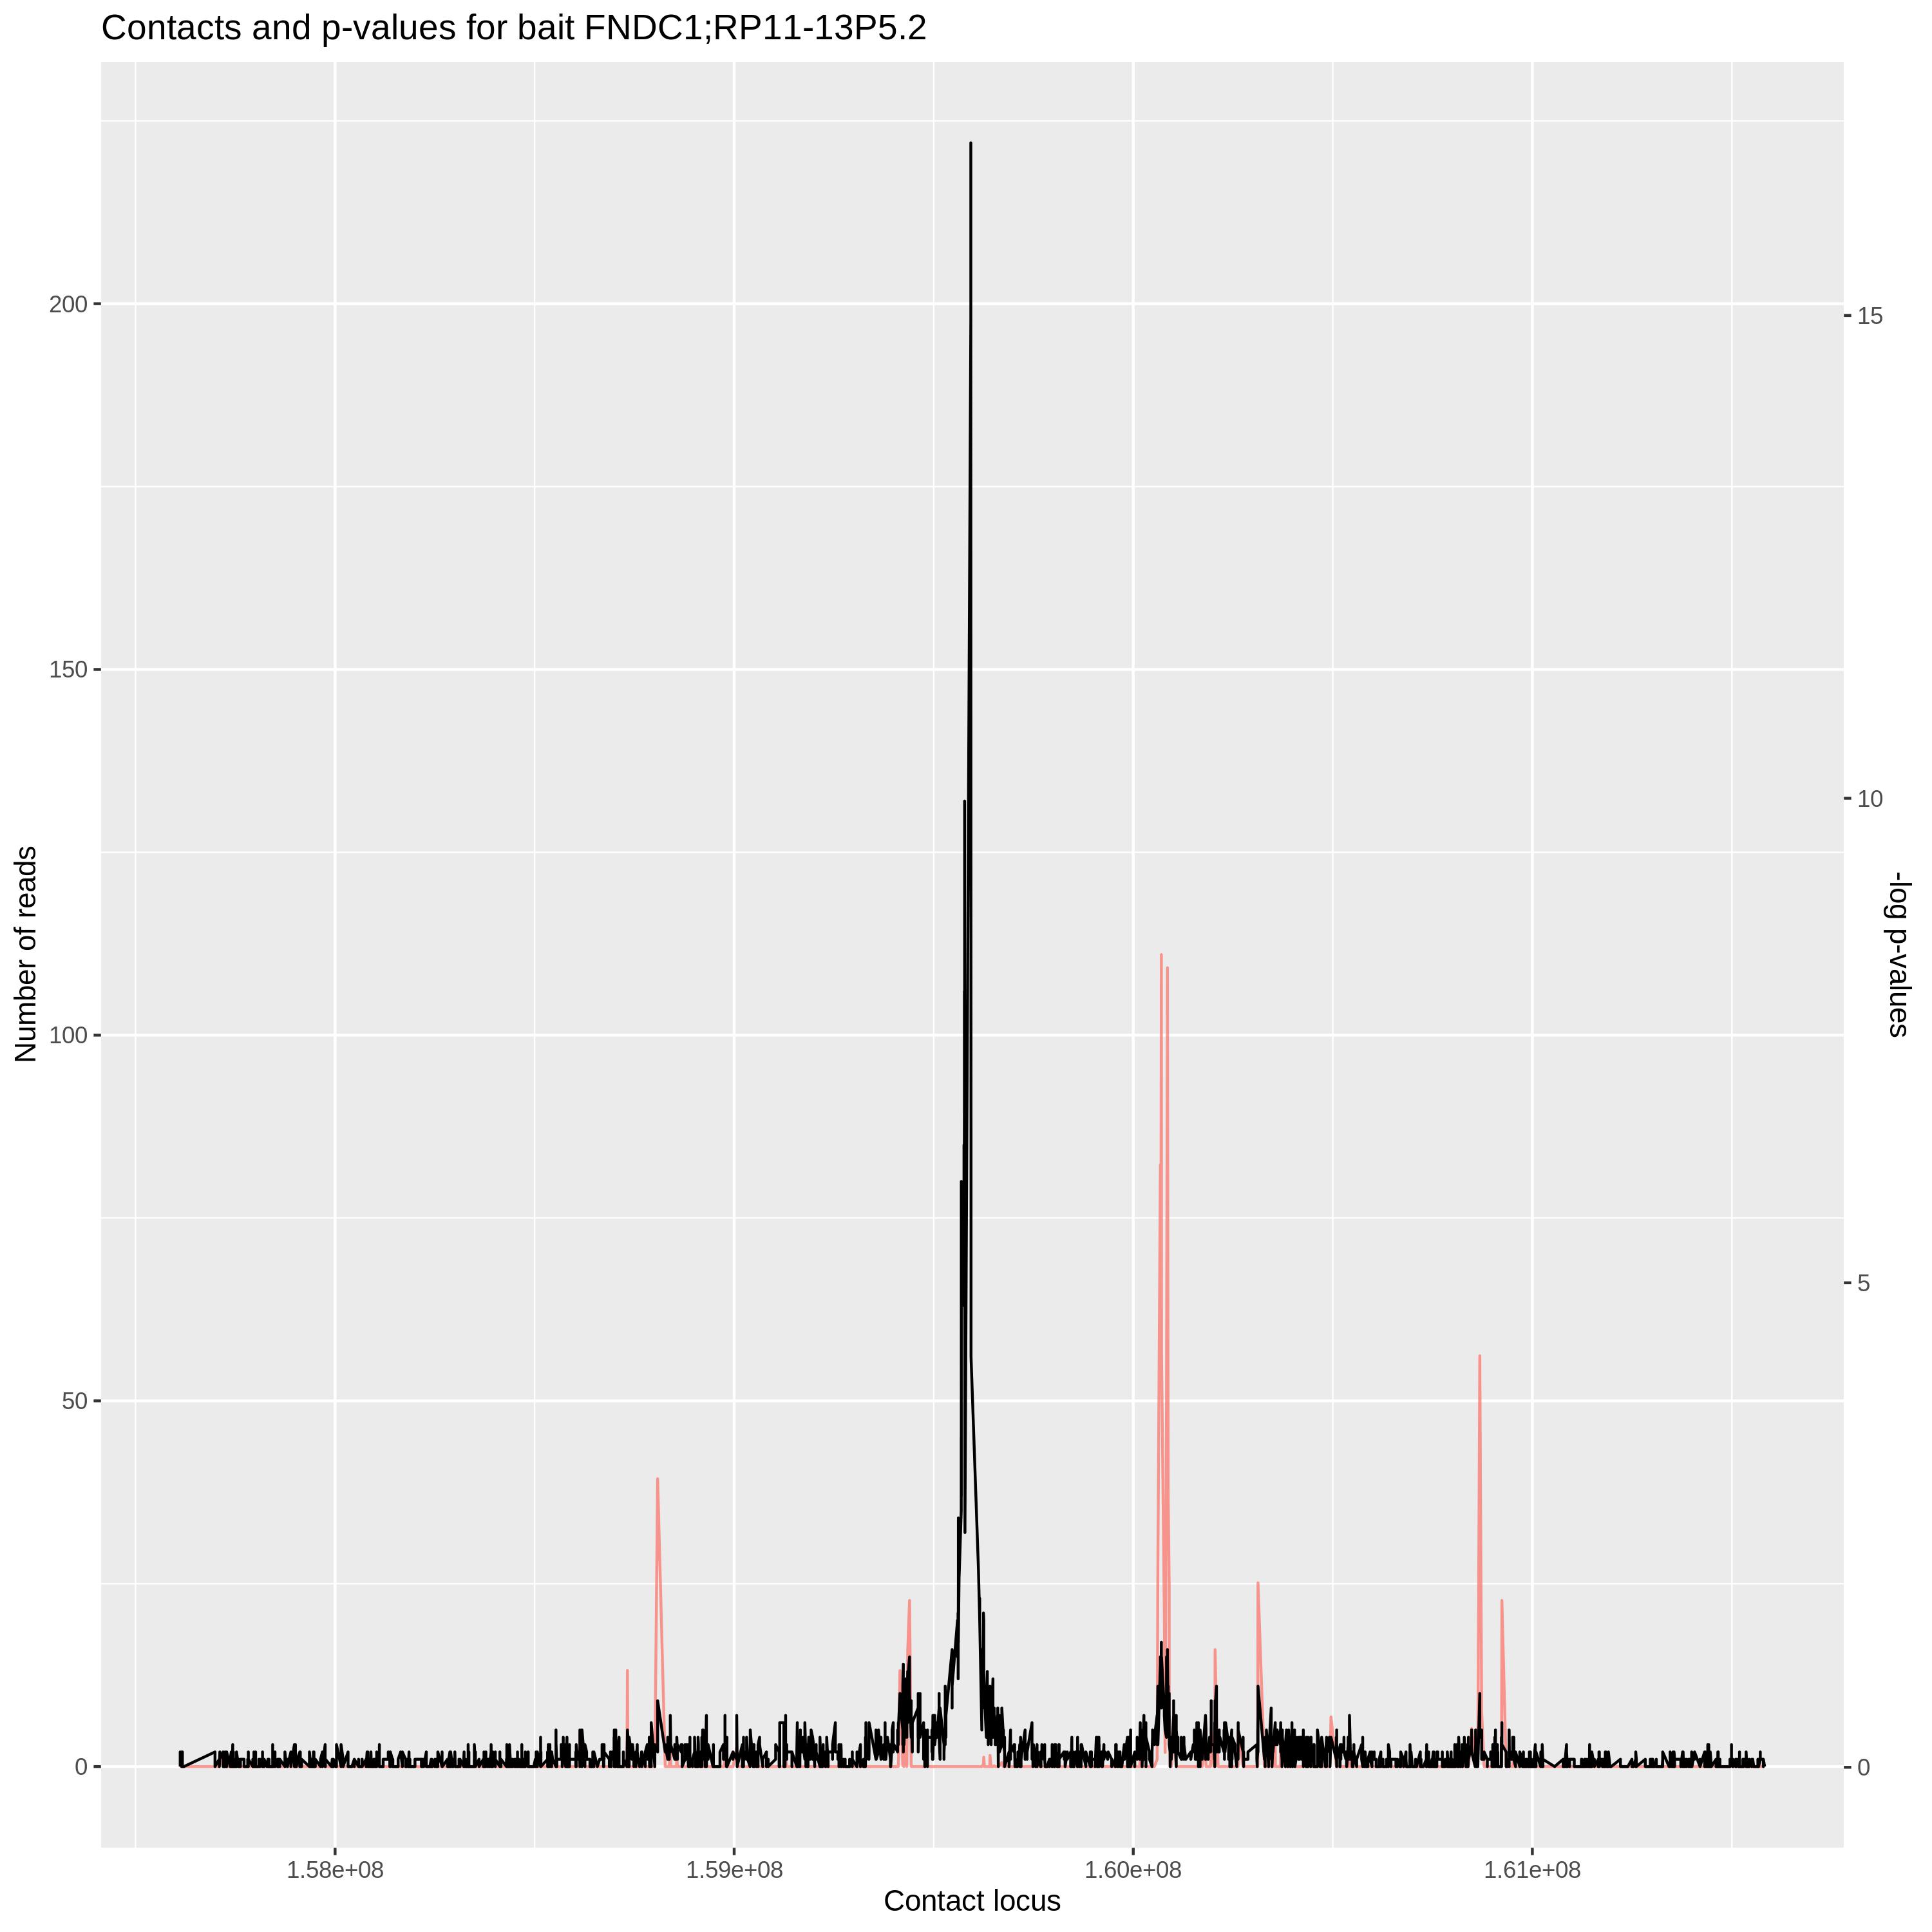 Contacts and p-values for bait FNDC1;RP11-13P5.2
200
150
100
50
0
Number of reads
15
10
5
0
-log p-values
1.58e+08
1.59e+08
1.60e+08
1.61e+08
Contact locus